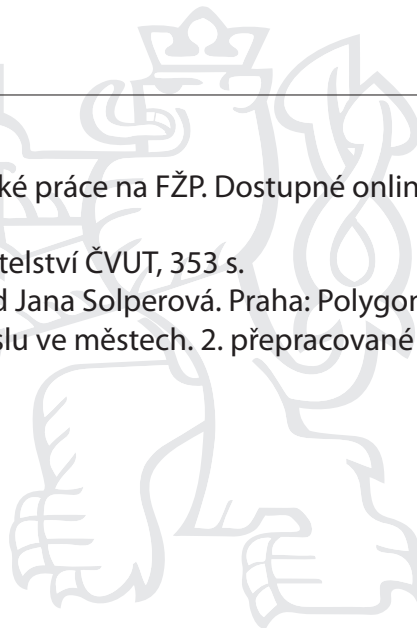 ké práce na FŽP. Dostupné onlin
telství ČVUT, 353 s.
d Jana Solperová. Praha: Polygon
slu ve městech. 2. přepracované